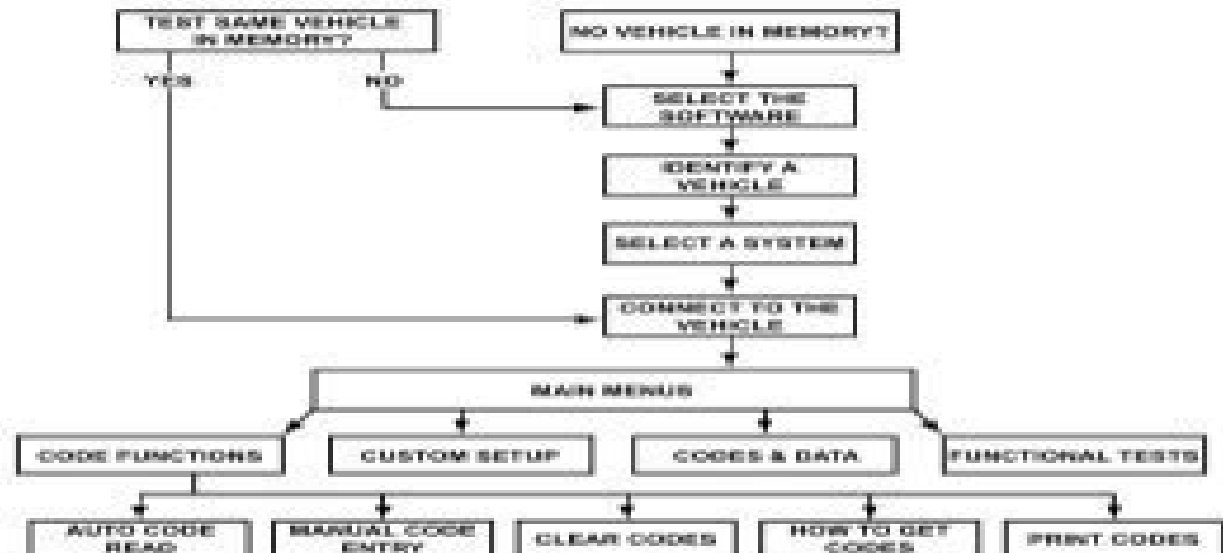 TEST SAME VEHICLE
IN MEMORY?
NO VEHICLE IN MEMORY?
YES
NO
SELECT THE
SOFTWARE
IDENTIFY A
VEHICLE
SELECT A SYSTEM
CONNECT TO THE
VEHICLE
MAIN MENUS
CODE FUNCTIONS
CUSTOM SETUP
CODES & DATA
FUNCTIONAL TESTS
AUTO CODE
READ
MANUAL CODE
ENTRY
CLEAR CODES
HOW TO GET
CODES
PRINT CODES